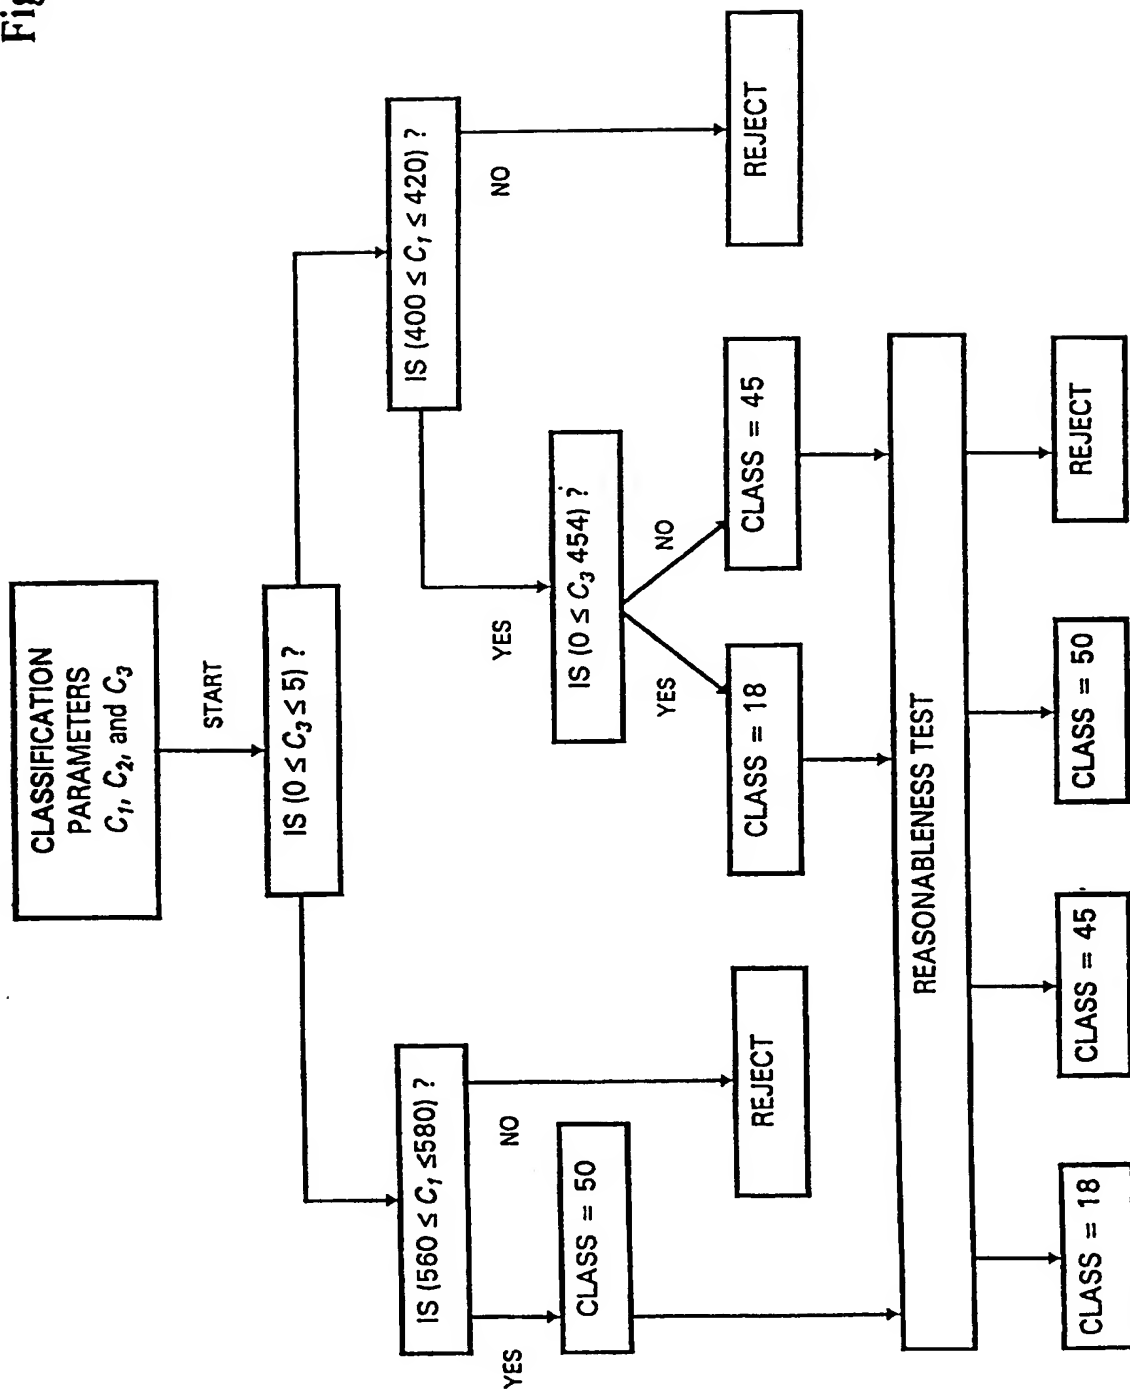 Fig
CLASSIFICATION
PARAMETERS
C1, C2, and C3
START
IS (0 ≤ C3 ≤ 5) ?
IS (560 ≤ C1 ≤580) ?
IS (400 ≤ C1 ≤ 420) ?
YES
NO
YES
NO
CLASS = 50
IS (0 ≤ C3 454) ?
YES
NO
REJECT
CLASS = 18
CLASS = 45
REJECT
REASONABLENESS TEST
CLASS = 18
CLASS = 45
CLASS = 50
REJECT